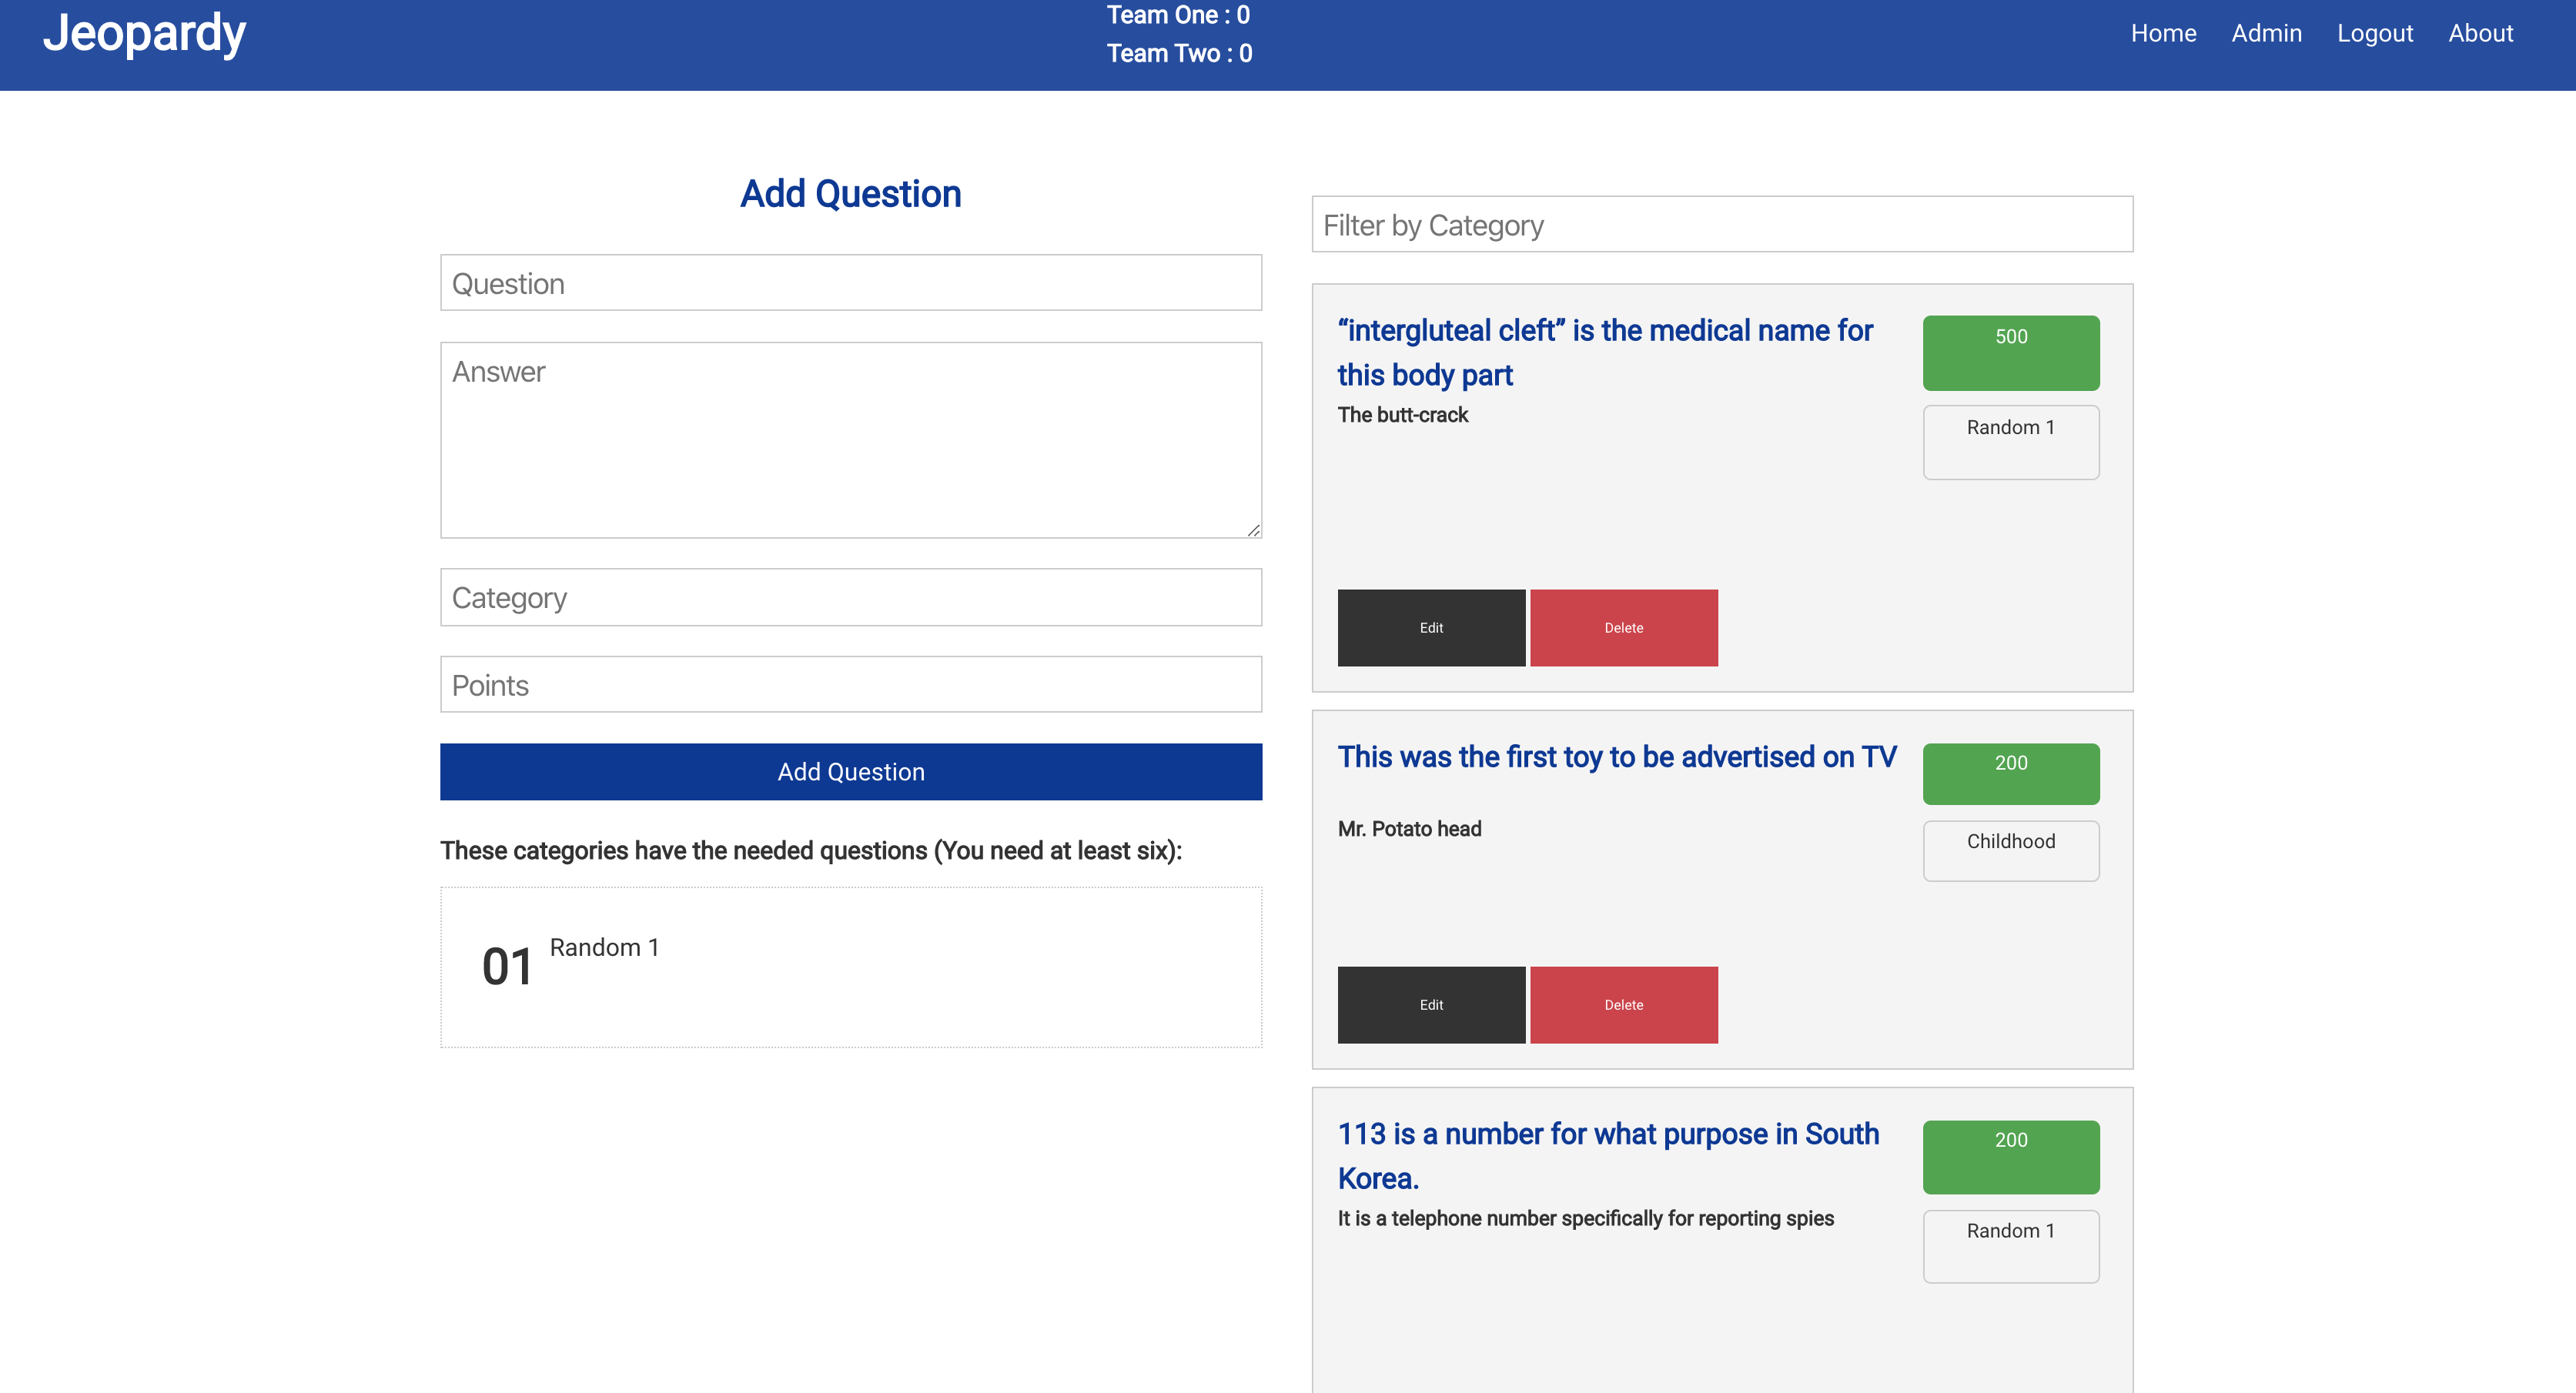 Jeopardy
Team One : 0
Team Two : 0
Home Admin Logout About
Add Question
Question
Answer
Category
Points
Add Question
These categories have the needed questions (You need at least six):
01 Random 1
Filter by Category
“intergluteal cleft” is the medical name for
this body part
The butt-crack
500
Random 1
Edit Delete
This was the first toy to be advertised on TV
Mr. Potato head
200
Childhood
Edit Delete
113 is a number for what purpose in South
Korea.
It is a telephone number specifically for reporting spies
200
Random 1